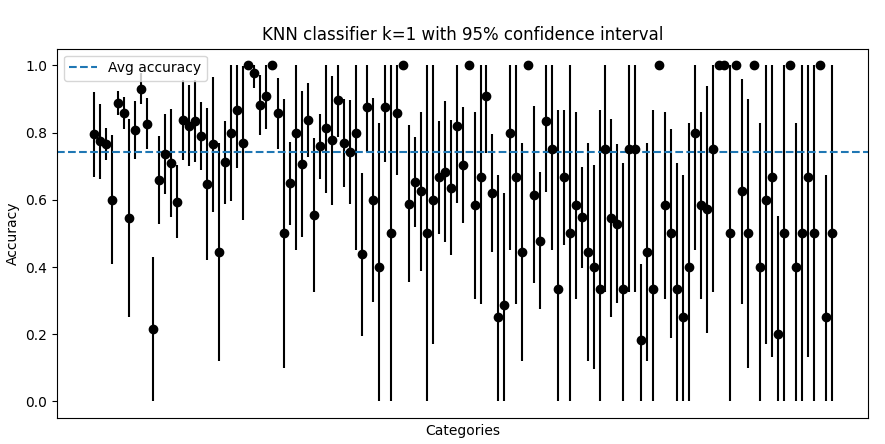 KNN classifier k=1 with 95% confidence interval
Avg accuracy
1.0
0.8
0.6
0.4
0.2
0.0
Accuracy
Categories